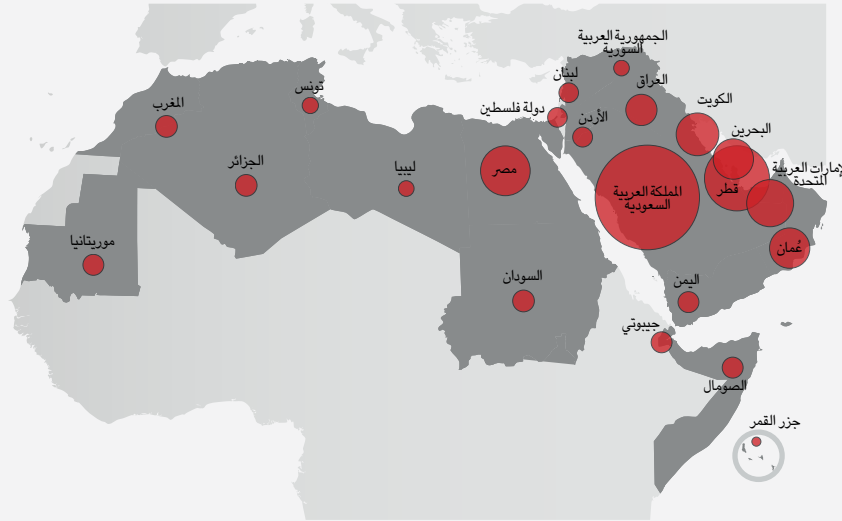 الجمهورية العربية
السورية
لبنان
العراق
تونس
الكويت
المغرب
دولة فلسطين
الأردن
البحرين
الجزائر
ليبيا
مصر
لإمارات العربية
المتحدة
قطر
المملكة العربية
السعودية
موريتانيا
عُمان
السودان
اليمن
جيبوتي
الصومال
جزر القمر